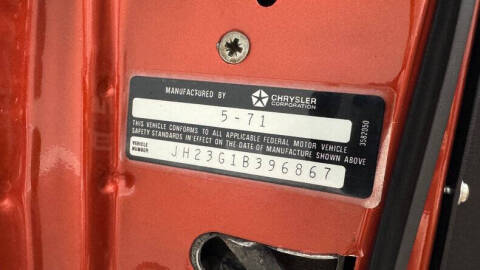 MANUFACTURED BY CHRYSLER
CORPORATION
5-71
THIS VEHICLE CONFORMS TO ALL APPLICABLE FEDERAL MOTOR VEHICLE
SAFETY STANDARDS IN EFFECT ON THE DATE OF MANUFACTURE SHOWN ABOVE
VEHICLE
NUMBER
JH23G1B396867
3582050